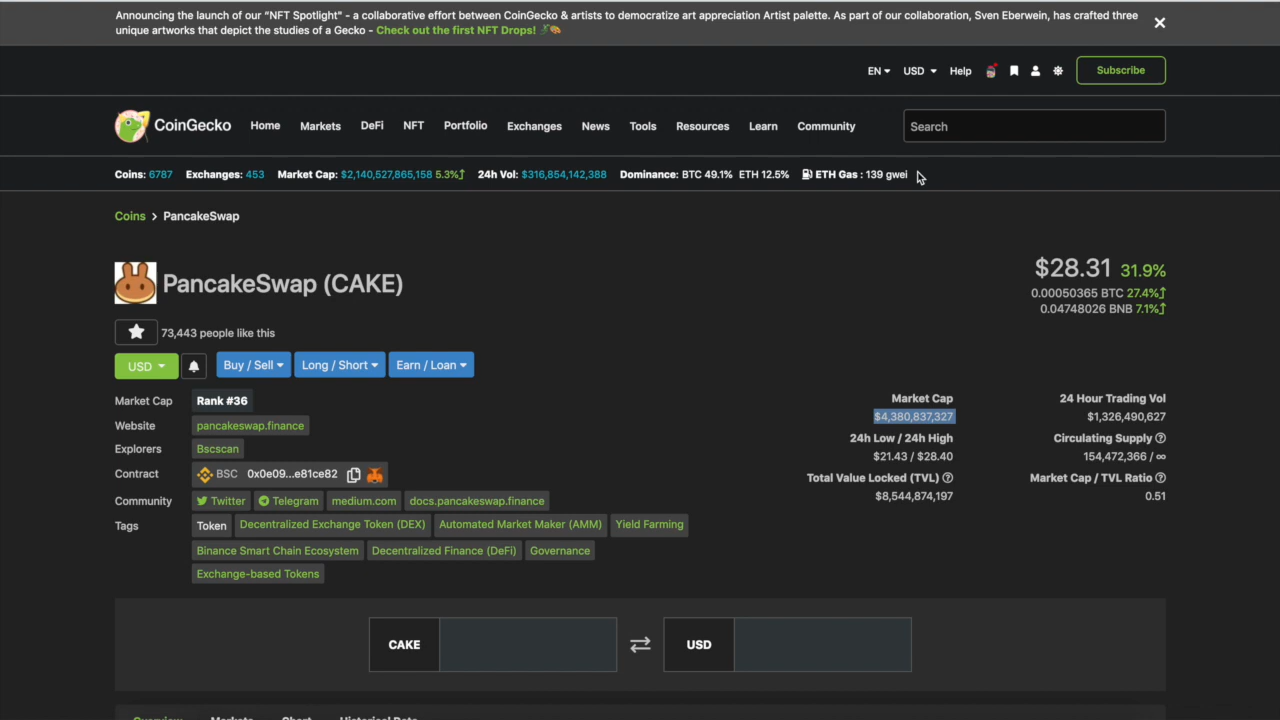 Announcing the launch of our "NFT Spotlight" - a collaborative effort between CoinGecko & artists to democratize art appreciation Artist palette. As part of our collaboration, Sven Eberwein, has crafted three
unique artworks that depict the studies of a Gecko - Check out the first NFT Drops!
EN USD Help Subscribe
CoinGecko Home Markets DeFi NFT Portfolio Exchanges News Tools Resources Learn Community Search
Coins: 6787 Exchanges: 453 Market Cap: $2,140,527,865,158 5.3% 24h Vol: $316,854,142,388 Dominance: BTC 49.1% ETH 12.5% ETH Gas : 139 gwei
Coins > PancakeSwap
PancakeSwap (CAKE)
$28.31 31.9%
0.00050365 BTC 27.4%
0.04748026 BNB 7.1%
73,443 people like this
USD Buy / Sell Long / Short Earn / Loan
Market Cap Rank #36
Website pancakeswap.finance
Explorers Bscscan
Contract BSC 0x0e09...e81ce82
Community Twitter Telegram medium.com docs.pancakeswap.finance
Tags Token Decentralized Exchange Token (DEX) Automated Market Maker (AMM) Yield Farming
Binance Smart Chain Ecosystem Decentralized Finance (DeFi) Governance
Exchange-based Tokens
Market Cap 24 Hour Trading Vol
$4,380,837,327 $1,326,490,627
24h Low / 24h High Circulating Supply
$21.43 / $28.40 154,472,366 / ∞
Total Value Locked (TVL) Market Cap / TVL Ratio
$8,544,874,197 0.51
CAKE USD
Overview Markets Chart Historical Data